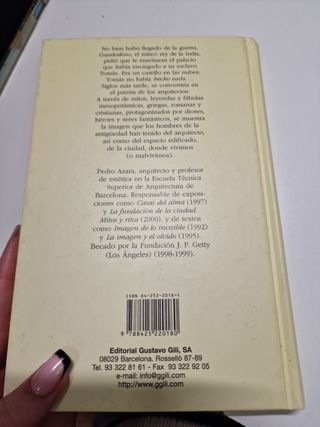 No bien hubo llegado de la guerra,
Gundosforo, el mítico rey de la India,
pidió que le enseñaran el palacio
que había encargado a su esclavo
Tomás. Era un castillo en las nubes:
Tomás no había hecho nada ...
Siglos más tarde, se convertiría en
el patrón de los arquitectos.
A través de mitos, leyendas y fábulas
mesopotámicas, griegas, romanas y
cristianas, protagonizados por dioses,
héroes y seres fantásticos, se muestra
la imagen que los hombres de la
antigüedad han tenido del arquitecto,
así como del espacio edificado,
de la ciudad, donde vivimos
(o malvivimos).
Pedro Azara, arquitecto y profesor
de estética en la Escuela Técnica
Superior de Arquitectura de
Barcelona. Responsable de exposi-
ciones como Casas del alma (1997)
y La fundación de la ciudad.
Mitos y ritos (2000), y de textos
como Imagen de lo invisible (1992)
y La imagen y el olvido (1995).
Becado por la Fundación J. P. Getty
(Los Ángeles) (1998-1999).
ISBN 84-252-2018-1
9 788425 220180
Editorial Gustavo Gili, SA
08029 Barcelona. Rosselló 87-89
Tel. 93 322 81 61 - Fax 93 322 92 05
e-mail: info@ggili.com
http://www.ggili.com